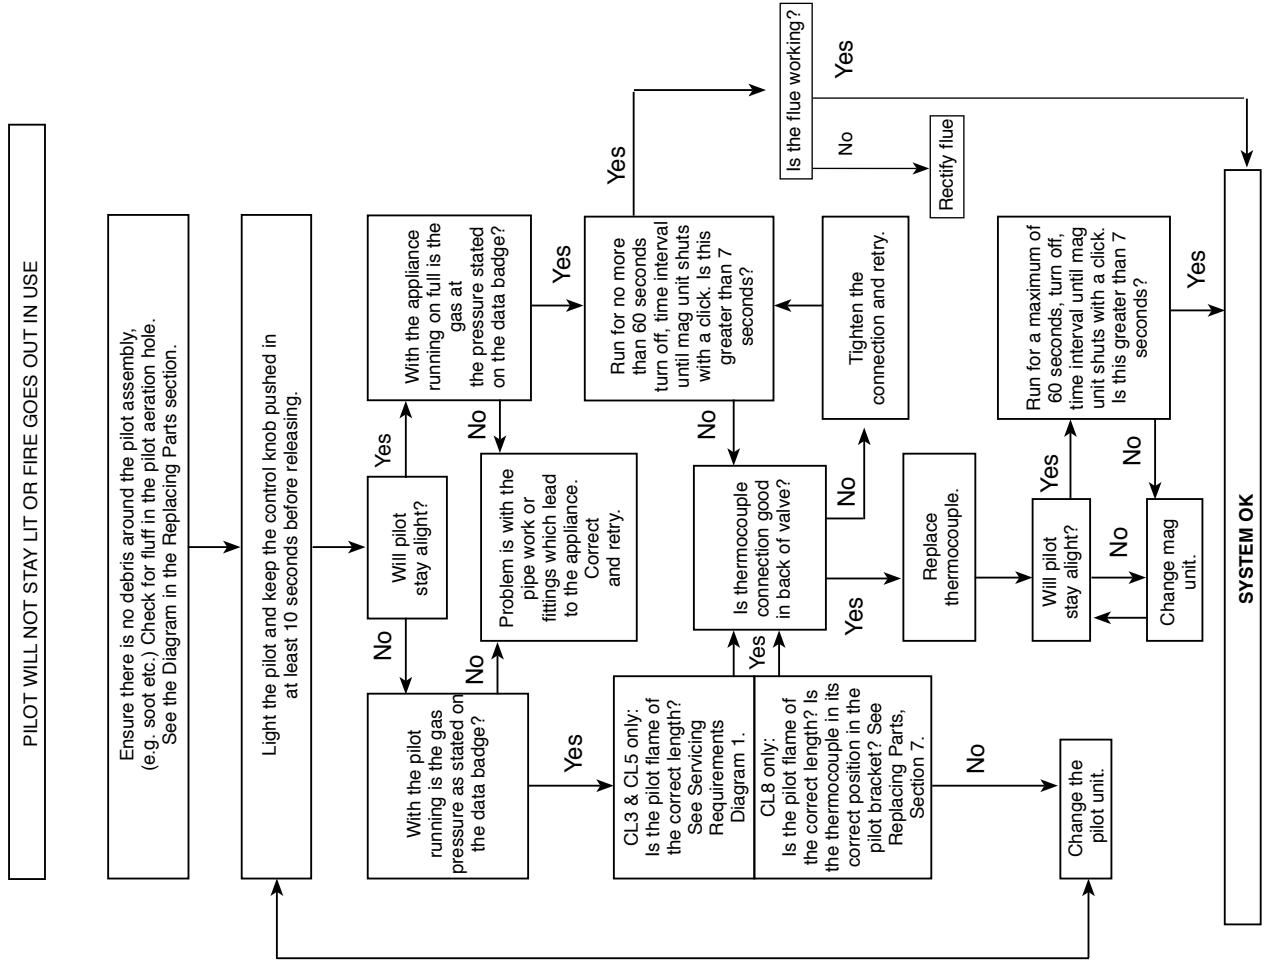 PILOT WILL NOT STAY LIT OR FIRE GOES OUT IN USE
Ensure there is no debris around the pilot assembly,
(e.g. soot etc.) Check for fluff in the pilot aeration hole.
See the Diagram in the Replacing Parts section.
Light the pilot and keep the control knob pushed in
at least 10 seconds before releasing.
Will pilot
stay alight?
No
Yes
With the pilot
running is the gas
pressure as stated on
the data badge?
No
Yes
With the appliance
running on full is the
gas at
the pressure stated
on the data badge?
No
Yes
Problem is with the
pipe work or
fittings which lead
to the appliance.
Correct
and retry.
CL3 & CL5 only:
Is the pilot flame of
the correct length?
See Servicing
Requirements
Diagram 1.
CL8 only:
Is the pilot flame of
the correct length? Is
the thermocouple in its
correct position in the
pilot bracket? See
Replacing Parts,
Section 7.
Yes
No
Run for no more
than 60 seconds
turn off, time interval
until mag unit shuts
with a click. Is this
greater than 7
seconds?
No
Yes
Is the flue working?
No
Yes
Rectify flue
Is thermocouple
connection good
in back of valve?
No
Yes
Tighten the
connection and retry.
Replace
thermocouple.
Will pilot
stay alight?
Yes
No
Run for a maximum of
60 seconds, turn off,
time interval until mag
unit shuts with a click.
Is this greater than 7
seconds?
No
Yes
Change mag
unit.
Change the
pilot unit.
SYSTEM OK